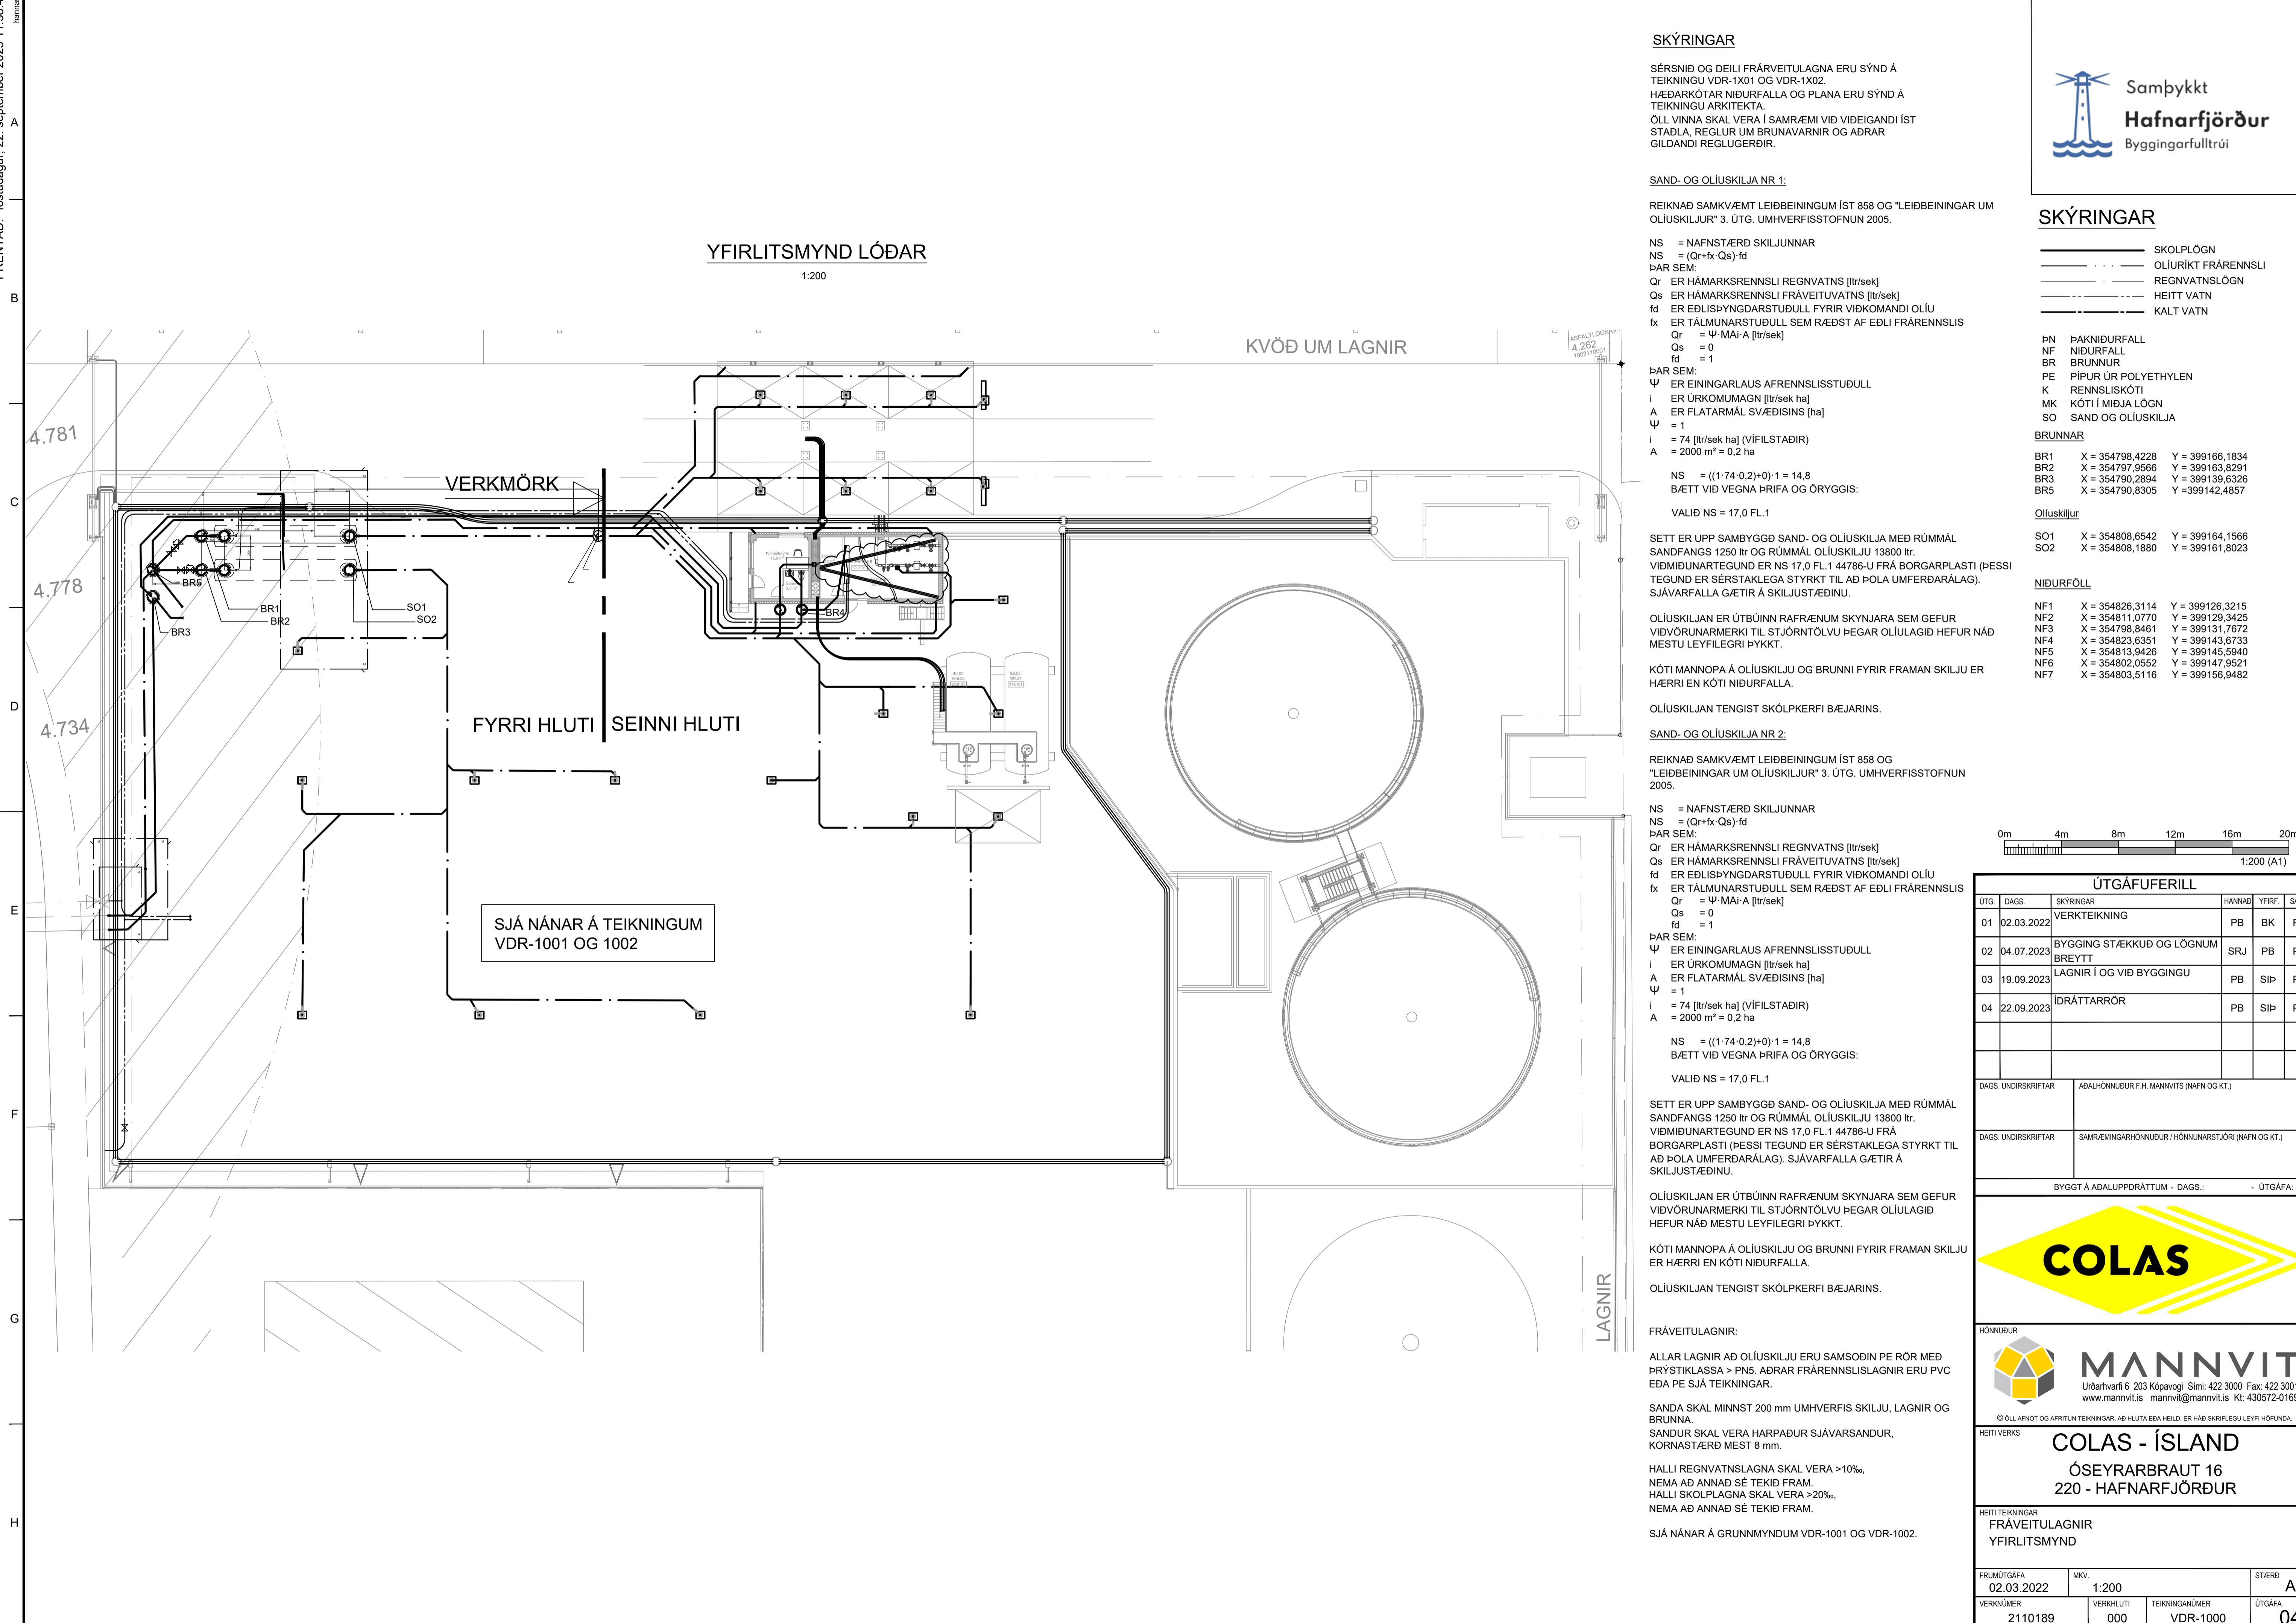 YFIRLITSMYND LÓÐAR
1:200
KVÖÐ UM LAGNIR
4.262
1903110001
4.781
4.778
4.734
VERKMÖRK
BR5
BR1
BR2
BR3
SO1
SO2
BR4
FYRRI HLUTI
SEINNI HLUTI
SJÁ NÁNAR Á TEIKNINGUM
VDR-1001 OG 1002
LAGNIR
A
B
C
D
E
F
G
H
SKÝRINGAR
SÉRSNIÐ OG DEILI FRÁRVEITULAGNA ERU SÝND Á
TEIKNINGU VDR-1X01 OG VDR-1X02.
HÆÐARKÓTAR NIÐURFALLA OG PLANA ERU SÝND Á
TEIKNINGU ARKITEKTA.
ÖLL VINNA SKAL VERA Í SAMRÆMI VIÐ VIÐEIGANDI ÍST
STAÐLA, REGLUR UM BRUNAVARNIR OG AÐRAR
GILDANDI REGLUGERÐIR.
SAND- OG OLÍUSKILJA NR 1:
REIKNAÐ SAMKVÆMT LEIÐBEININGUM ÍST 858 OG "LEIÐBEININGAR UM
OLÍUSKILJUR" 3. ÚTG. UMHVERFISSTOFNUN 2005.
NS = NAFNSTÆRÐ SKILJUNNAR
NS = (Qr+fx·Qs)·fd
ÞAR SEM:
Qr ER HÁMARKSRENNSLI REGNVATNS [ltr/sek]
Qs ER HÁMARKSRENNSLI FRÁVEITUVATNS [ltr/sek]
fd ER EÐLISÞYNGDARSTUÐULL FYRIR VIÐKOMANDI OLÍU
fx ER TÁLMUNARSTUÐULL SEM RÆÐST AF EÐLI FRÁRENNSLIS
Qr = Ψ·MAi·A [ltr/sek]
Qs = 0
fd = 1
ÞAR SEM:
Ψ ER EININGARLAUS AFRENNSLISSTUÐULL
i ER ÚRKOMUMAGN [ltr/sek ha]
A ER FLATARMÁL SVÆÐISINS [ha]
Ψ = 1
i = 74 [ltr/sek ha] (VÍFILSTAÐIR)
A = 2000 m² = 0,2 ha
NS = ((1·74·0,2)+0)·1 = 14,8
BÆTT VIÐ VEGNA ÞRIFA OG ÖRYGGIS:
VALIÐ NS = 17,0 FL.1
SETT ER UPP SAMBYGGÐ SAND- OG OLÍUSKILJA MEÐ RÚMMÁL
SANDFANGS 1250 ltr OG RÚMMÁL OLÍUSKILJU 13800 ltr.
VIÐMIÐUNARTEGUND ER NS 17,0 FL.1 44786-U FRÁ BORGARPLASTI (ÞESSI
TEGUND ER SÉRSTAKLEGA STYRKT TIL AÐ ÞOLA UMFERÐARÁLAG).
SJÁVARFALLA GÆTIR Á SKILJUSTÆÐINU.
OLÍUSKILJAN ER ÚTBÚINN RAFRÆNUM SKYNJARA SEM GEFUR
VIÐVÖRUNARMERKI TIL STJÓRNTÖLVU ÞEGAR OLÍULAGIÐ HEFUR NÁÐ
MESTU LEYFILEGRI ÞYKKT.
KÓTI MANNOPA Á OLÍUSKILJU OG BRUNNI FYRIR FRAMAN SKILJU ER
HÆRRI EN KÓTI NIÐURFALLA.
OLÍUSKILJAN TENGIST SKÓLPKERFI BÆJARINS.
SAND- OG OLÍUSKILJA NR 2:
REIKNAÐ SAMKVÆMT LEIÐBEININGUM ÍST 858 OG
"LEIÐBEININGAR UM OLÍUSKILJUR" 3. ÚTG. UMHVERFISSTOFNUN
2005.
NS = NAFNSTÆRÐ SKILJUNNAR
NS = (Qr+fx·Qs)·fd
ÞAR SEM:
Qr ER HÁMARKSRENNSLI REGNVATNS [ltr/sek]
Qs ER HÁMARKSRENNSLI FRÁVEITUVATNS [ltr/sek]
fd ER EÐLISÞYNGDARSTUÐULL FYRIR VIÐKOMANDI OLÍU
fx ER TÁLMUNARSTUÐULL SEM RÆÐST AF EÐLI FRÁRENNSLIS
Qr = Ψ·MAi·A [ltr/sek]
Qs = 0
fd = 1
ÞAR SEM:
Ψ ER EININGARLAUS AFRENNSLISSTUÐULL
i ER ÚRKOMUMAGN [ltr/sek ha]
A ER FLATARMÁL SVÆÐISINS [ha]
Ψ = 1
i = 74 [ltr/sek ha] (VÍFILSTAÐIR)
A = 2000 m² = 0,2 ha
NS = ((1·74·0,2)+0)·1 = 14,8
BÆTT VIÐ VEGNA ÞRIFA OG ÖRYGGIS:
VALIÐ NS = 17,0 FL.1
SETT ER UPP SAMBYGGÐ SAND- OG OLÍUSKILJA MEÐ RÚMMÁL
SANDFANGS 1250 ltr OG RÚMMÁL OLÍUSKILJU 13800 ltr.
VIÐMIÐUNARTEGUND ER NS 17,0 FL.1 44786-U FRÁ
BORGARPLASTI (ÞESSI TEGUND ER SÉRSTAKLEGA STYRKT TIL
AÐ ÞOLA UMFERÐARÁLAG). SJÁVARFALLA GÆTIR Á
SKILJUSTÆÐINU.
OLÍUSKILJAN ER ÚTBÚINN RAFRÆNUM SKYNJARA SEM GEFUR
VIÐVÖRUNARMERKI TIL STJÓRNTÖLVU ÞEGAR OLÍULAGIÐ
HEFUR NÁÐ MESTU LEYFILEGRI ÞYKKT.
KÓTI MANNOPA Á OLÍUSKILJU OG BRUNNI FYRIR FRAMAN SKILJU
ER HÆRRI EN KÓTI NIÐURFALLA.
OLÍUSKILJAN TENGIST SKÓLPKERFI BÆJARINS.
FRÁVEITULAGNIR:
ALLAR LAGNIR AÐ OLÍUSKILJU ERU SAMSOÐIN PE RÖR MEÐ
ÞRÝSTIKLASSA > PN5. AÐRAR FRÁRENNSLISLAGNIR ERU PVC
EÐA PE SJÁ TEIKNINGAR.
SANDA SKAL MINNST 200 mm UMHVERFIS SKILJU, LAGNIR OG
BRUNNA.
SANDUR SKAL VERA HARPAÐUR SJÁVARSANDUR,
KORNASTÆRÐ MEST 8 mm.
HALLI REGNVATNSLAGNA SKAL VERA >10‰,
NEMA AÐ ANNAÐ SÉ TEKIÐ FRAM.
HALLI SKOLPLAGNA SKAL VERA >20‰,
NEMA AÐ ANNAÐ SÉ TEKIÐ FRAM.
SJÁ NÁNAR Á GRUNNMYNDUM VDR-1001 OG VDR-1002.
Samþykkt
Hafnarfjörður
Byggingarfulltrúi
SKÝRINGAR
SKOLPLÖGN
OLÍURÍKT FRÁRENNSLI
REGNVATNSLÖGN
HEITT VATN
KALT VATN
ÞN ÞAKNIÐURFALL
NF NIÐURFALL
BR BRUNNUR
PE PÍPUR ÚR POLYETHYLEN
K RENNSLISKÓTI
MK KÓTI Í MIÐJA LÖGN
SO SAND OG OLÍUSKILJA
BRUNNAR
BR1 X = 354798,4228 Y = 399166,1834
BR2 X = 354797,9566 Y = 399163,8291
BR3 X = 354790,2894 Y = 399139,6326
BR5 X = 354790,8305 Y =399142,4857
Olíuskiljur
SO1 X = 354808,6542 Y = 399164,1566
SO2 X = 354808,1880 Y = 399161,8023
NIÐURFÖLL
NF1 X = 354826,3114 Y = 399126,3215
NF2 X = 354811,0770 Y = 399129,3425
NF3 X = 354798,8461 Y = 399131,7672
NF4 X = 354823,6351 Y = 399143,6733
NF5 X = 354813,9426 Y = 399145,5940
NF6 X = 354802,0552 Y = 399147,9521
NF7 X = 354803,5116 Y = 399156,9482
0m 4m 8m 12m 16m 20m
1:200 (A1)
ÚTGÁFUFERILL
ÚTG. DAGS. SKÝRINGAR HANNAÐ YFIRF.
01 02.03.2022 VERKTEIKNING PB BK
02 04.07.2023 BYGGING STÆKKUÐ OG LÖGNUM BREYTT SRJ PB
03 19.09.2023 LAGNIR Í OG VIÐ BYGGINGU PB SIÞ
04 22.09.2023 ÍDRÁTTARRÖR PB SIÞ
DAGS. UNDIRSKRIFTAR AÐALHÖNNUÐUR F.H. MANNVITS (NAFN OG KT.)
DAGS. UNDIRSKRIFTAR SAMRÆMINGARHÖNNUÐUR / HÖNNUNARSTJÓRI (NAFN OG KT.)
BYGGT Á AÐALUPPDRÁTTUM - DAGS.: - ÚTGÁFA:
COLAS
HÖNNUÐUR
MANNVIT
Urðarhvarfi 6 203 Kópavogi Sími: 422 3000 Fax: 422 3001
www.mannvit.is mannvit@mannvit.is Kt: 430572-0169
© ÖLL AFNOT OG AFRITUN TEIKNINGAR, AÐ HLUTA EÐA HEILD, ER HÁÐ SKRIFLEGU LEYFI HÖFUNDA.
HEITI VERKS
COLAS - ÍSLAND
ÓSEYRARBRAUT 16
220 - HAFNARFJÖRÐUR
HEITI TEIKNINGAR
FRÁVEITULAGNIR
YFIRLITSMYND
FRUMÚTGÁFA MKV. STÆRÐ
02.03.2022 1:200
VERKNÚMER VERKHLUTI TEIKNINGANÚMER ÚTGÁFA
2110189 000 VDR-1000 04